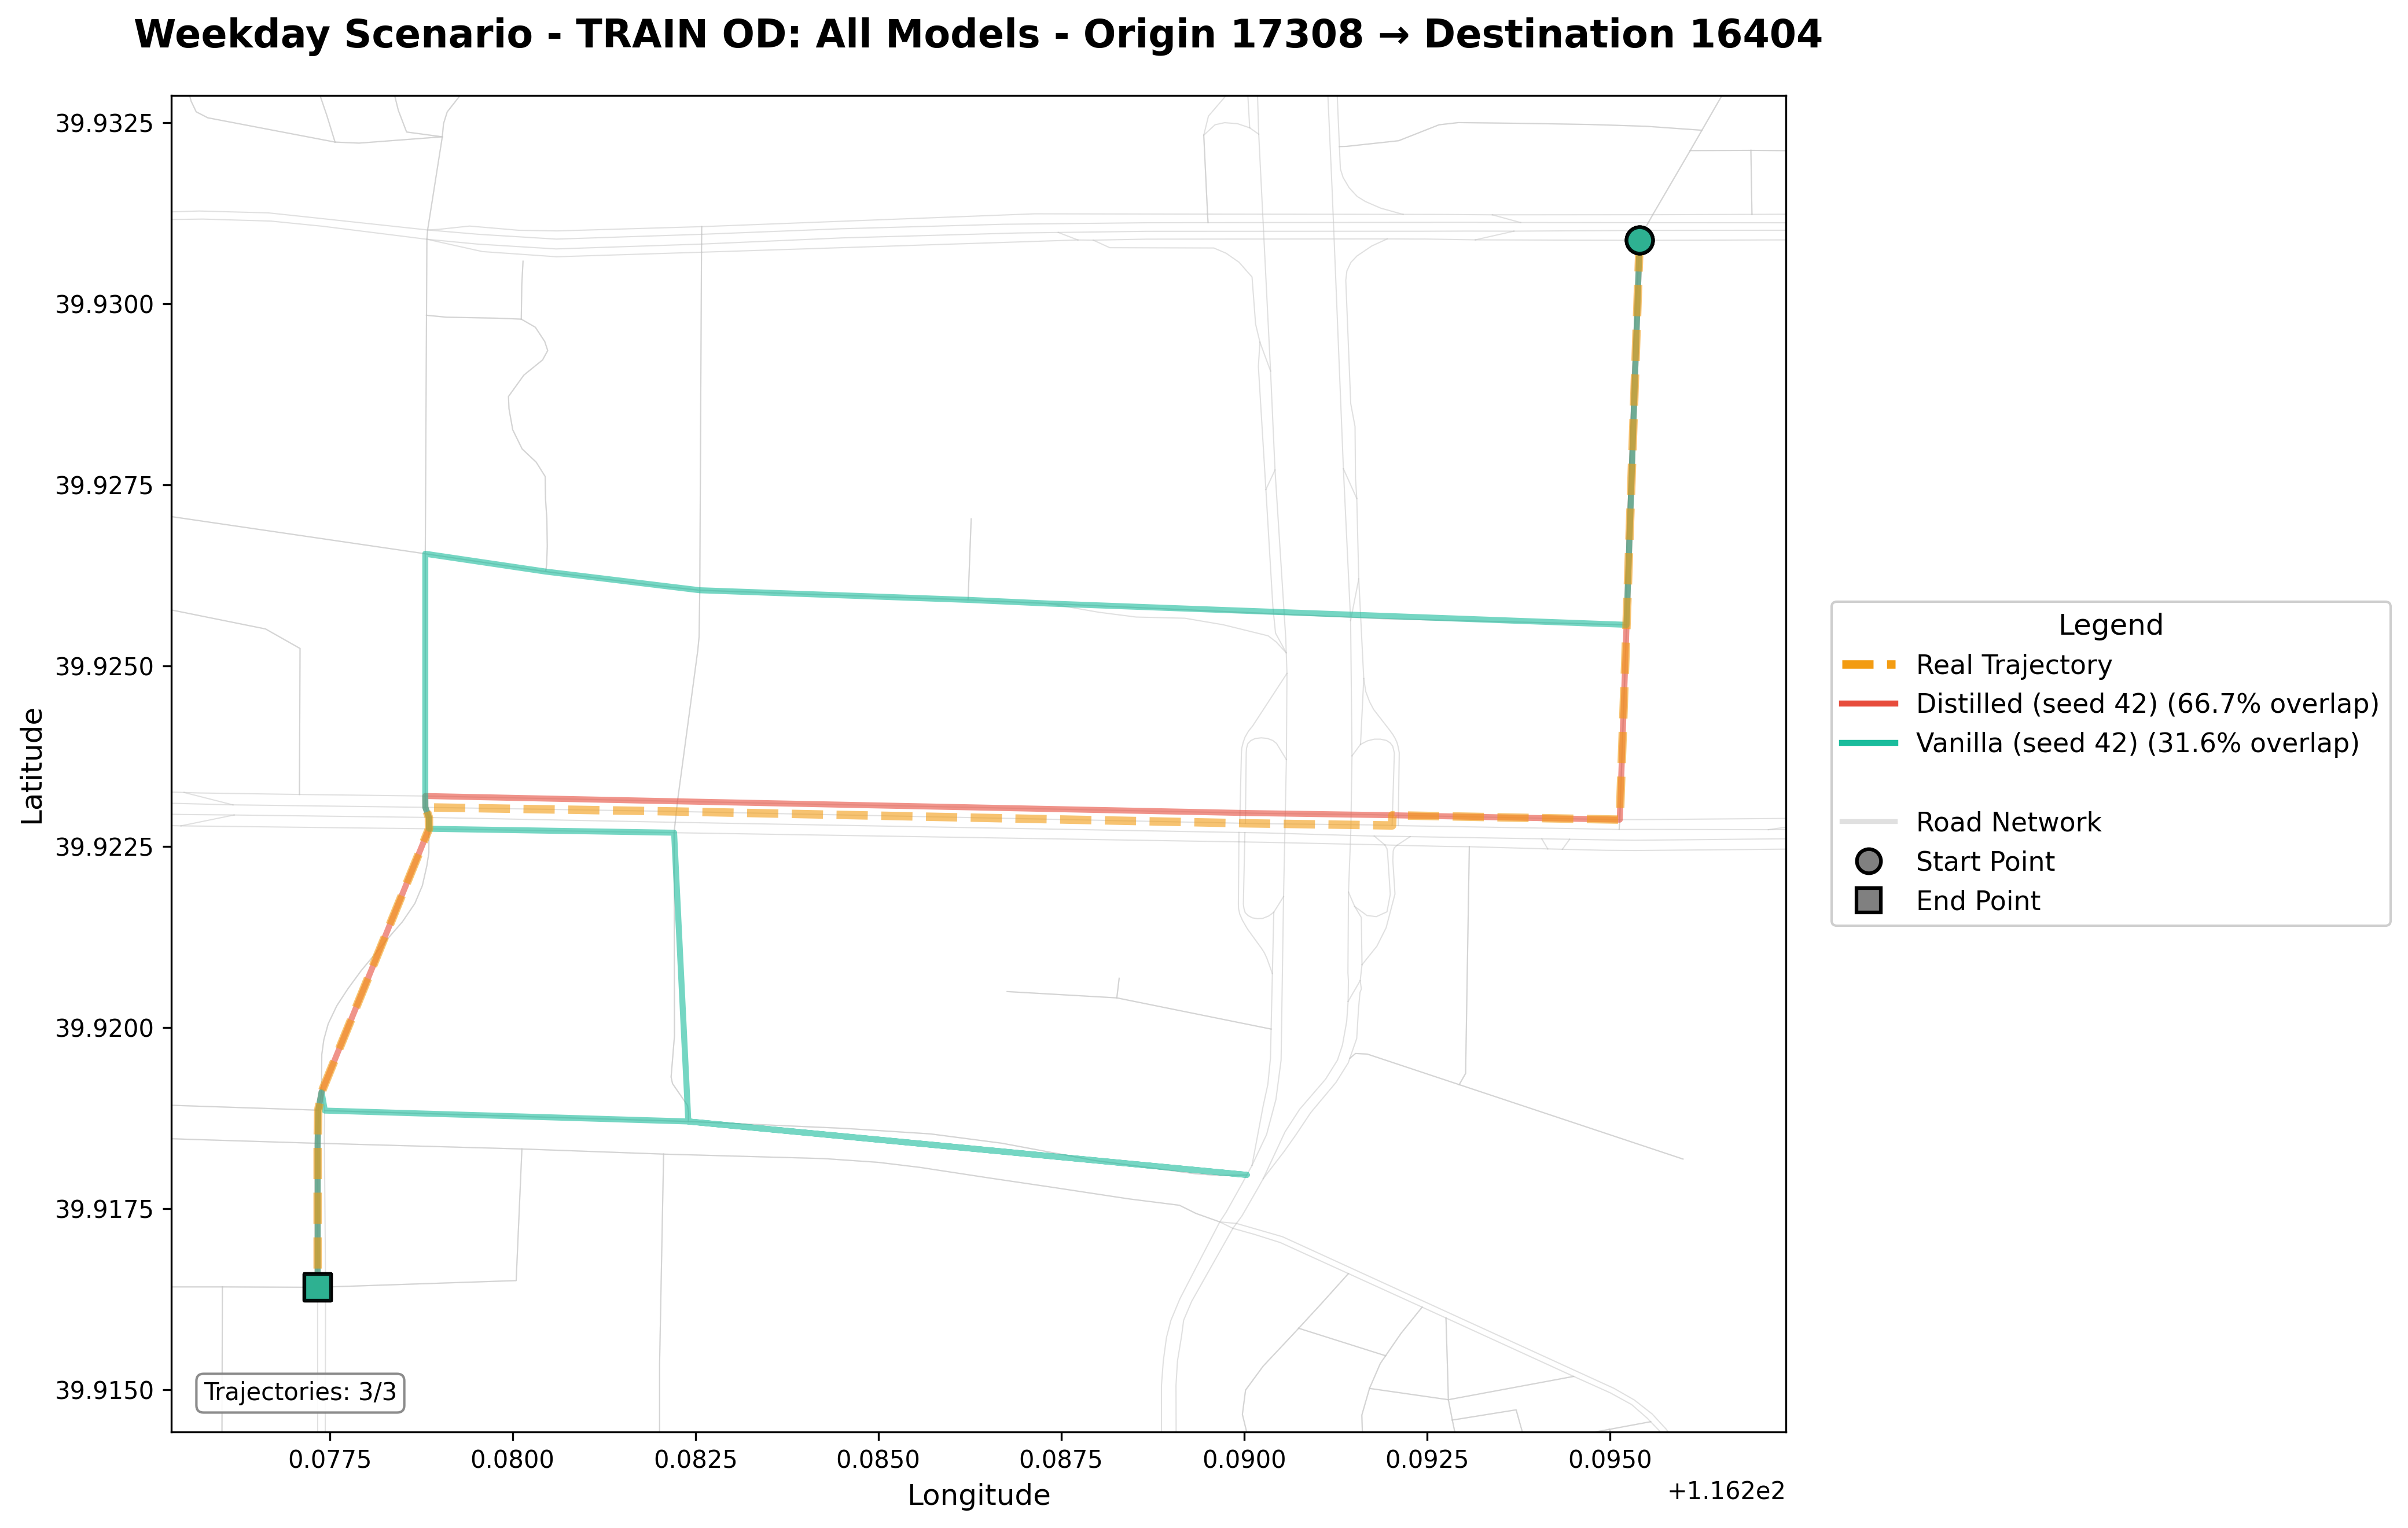 Weekday Scenario - TRAIN OD: All Models - Origin 17308 → Destination 16404
39.9325
39.9300
39.9275
39.9250
39.9225
39.9200
39.9175
39.9150
Latitude
Trajectories: 3/3
0.0775
0.0800
0.0825
0.0850
0.0875
0.0900
0.0925
0.0950
+1.162e2
Longitude
Legend
Real Trajectory
Distilled (seed 42) (66.7% overlap)
Vanilla (seed 42) (31.6% overlap)
Road Network
Start Point
End Point